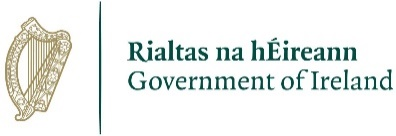 Rialtas na hÉireann
Government of Ireland